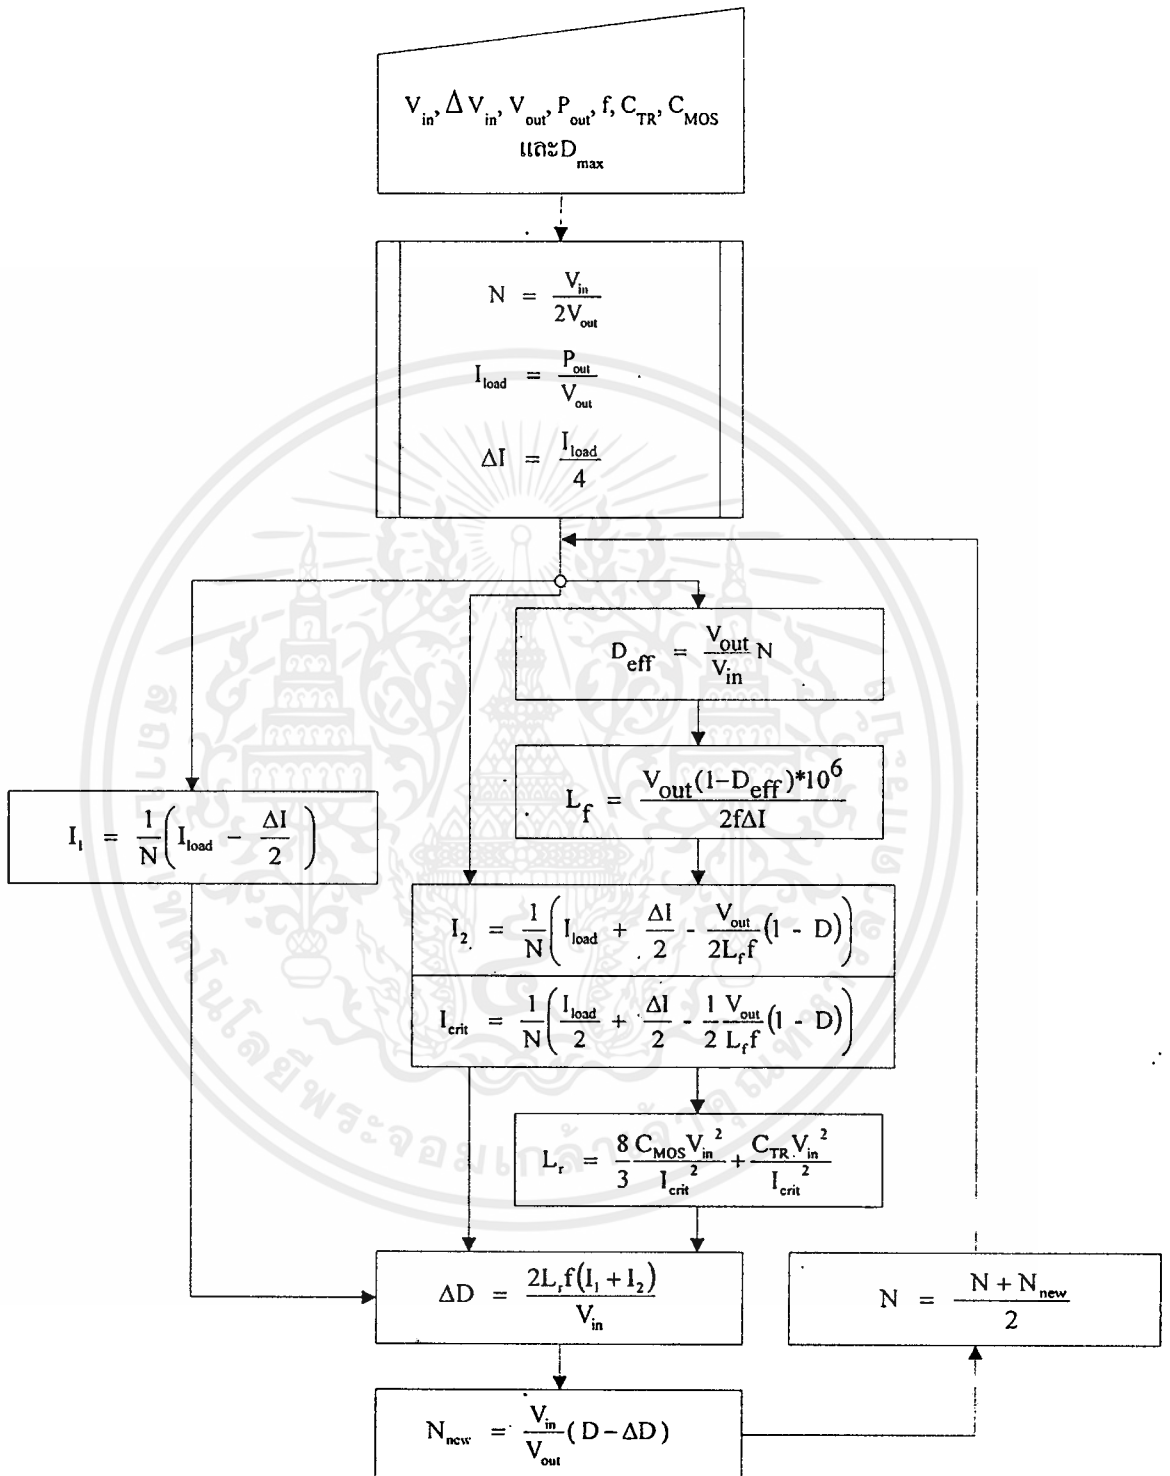 V_in, Δ V_in, V_out, P_out, f, C_TR, C_MOS
และD_max
N = V_in / 2V_out
I_load = P_out / V_out
ΔI = I_load / 4
D_eff = V_out / V_in N
L_f = V_out(1-D_eff)*10^6 / 2fΔI
I_1 = 1/N (I_load - ΔI/2)
I_2 = 1/N (I_load + ΔI/2 - V_out/2L_f f (1 - D))
I_crit = 1/N (I_load/2 + ΔI/2 - 1/2 V_out/L_f f (1 - D))
L_r = 8/3 C_MOS V_in^2 / I_crit^2 + C_TR V_in^2 / I_crit^2
ΔD = 2L_r f(I_1 + I_2) / V_in
N = N + N_new / 2
N_new = V_in / V_out (D - ΔD)